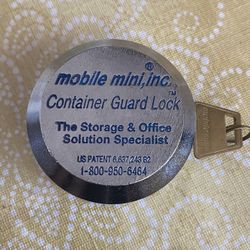 mobile mini, inc.
Container Guard Lock
The Storage & Office
Solution Specialist
US PATENT 6,637,243 B2
1-800-950-6464